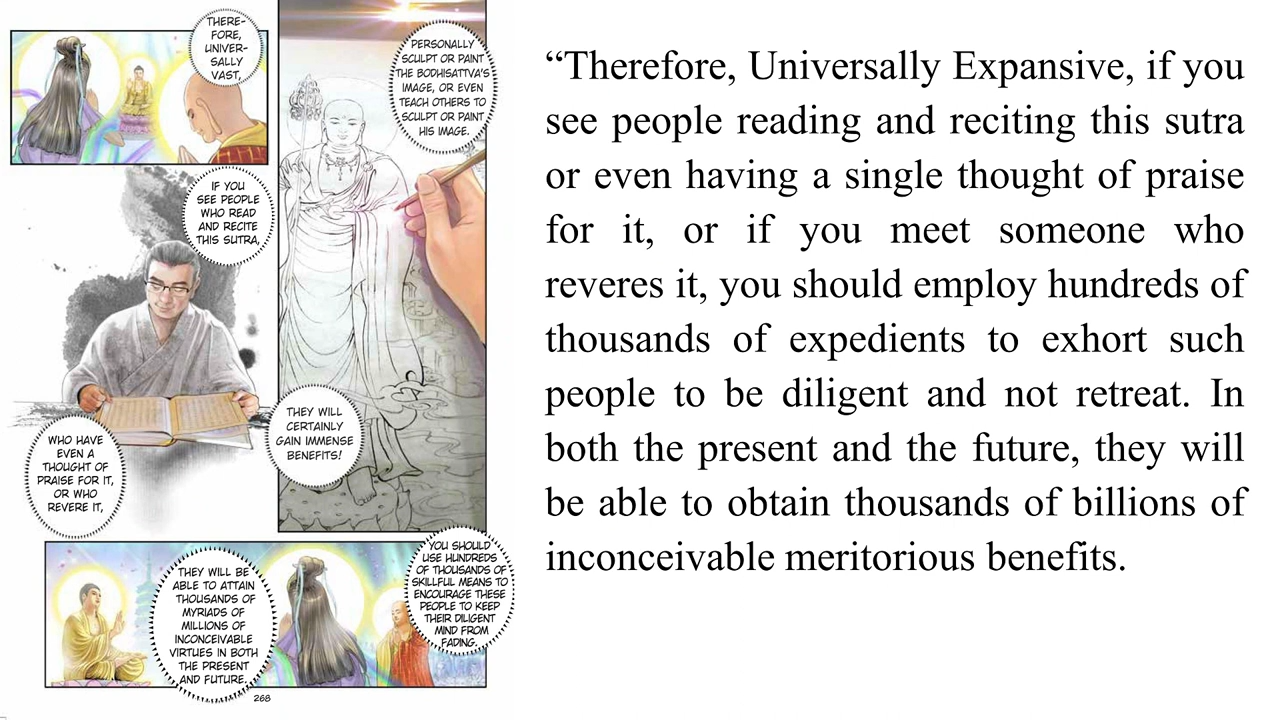 THERE-
FORE,
UNIVER-
SALLY
VAST,
PERSONALLY
SCULPT OR PAINT
THE BODHISATTVA'S
IMAGE, OR EVEN
TEACH OTHERS TO
SCULPT OR PAINT
HIS IMAGE.
IF YOU
SEE PEOPLE
WHO READ
AND RECITE
THIS SUTRA,
THEY WILL
CERTAINLY
GAIN IMMENSE
BENEFITS!
WHO HAVE
EVEN A
THOUGHT OF
PRAISE FOR IT,
OR WHO
REVERE IT,
YOU SHOULD
USE HUNDREDS
OF THOUSANDS OF
SKILLFUL MEANS TO
ENCOURAGE THESE
PEOPLE TO KEEP
THEIR DILIGENT
MIND FROM
FADING.
THEY WILL BE
ABLE TO ATTAIN
THOUSANDS OF
MYRIADS OF
MILLIONS OF
INCONCEIVABLE
VIRTUES IN BOTH
THE PRESENT
AND FUTURE.
268
“Therefore, Universally Expansive, if you
see people reading and reciting this sutra
or even having a single thought of praise
for it, or if you meet someone who
reveres it, you should employ hundreds of
thousands of expedients to exhort such
people to be diligent and not retreat. In
both the present and the future, they will
be able to obtain thousands of billions of
inconceivable meritorious benefits.